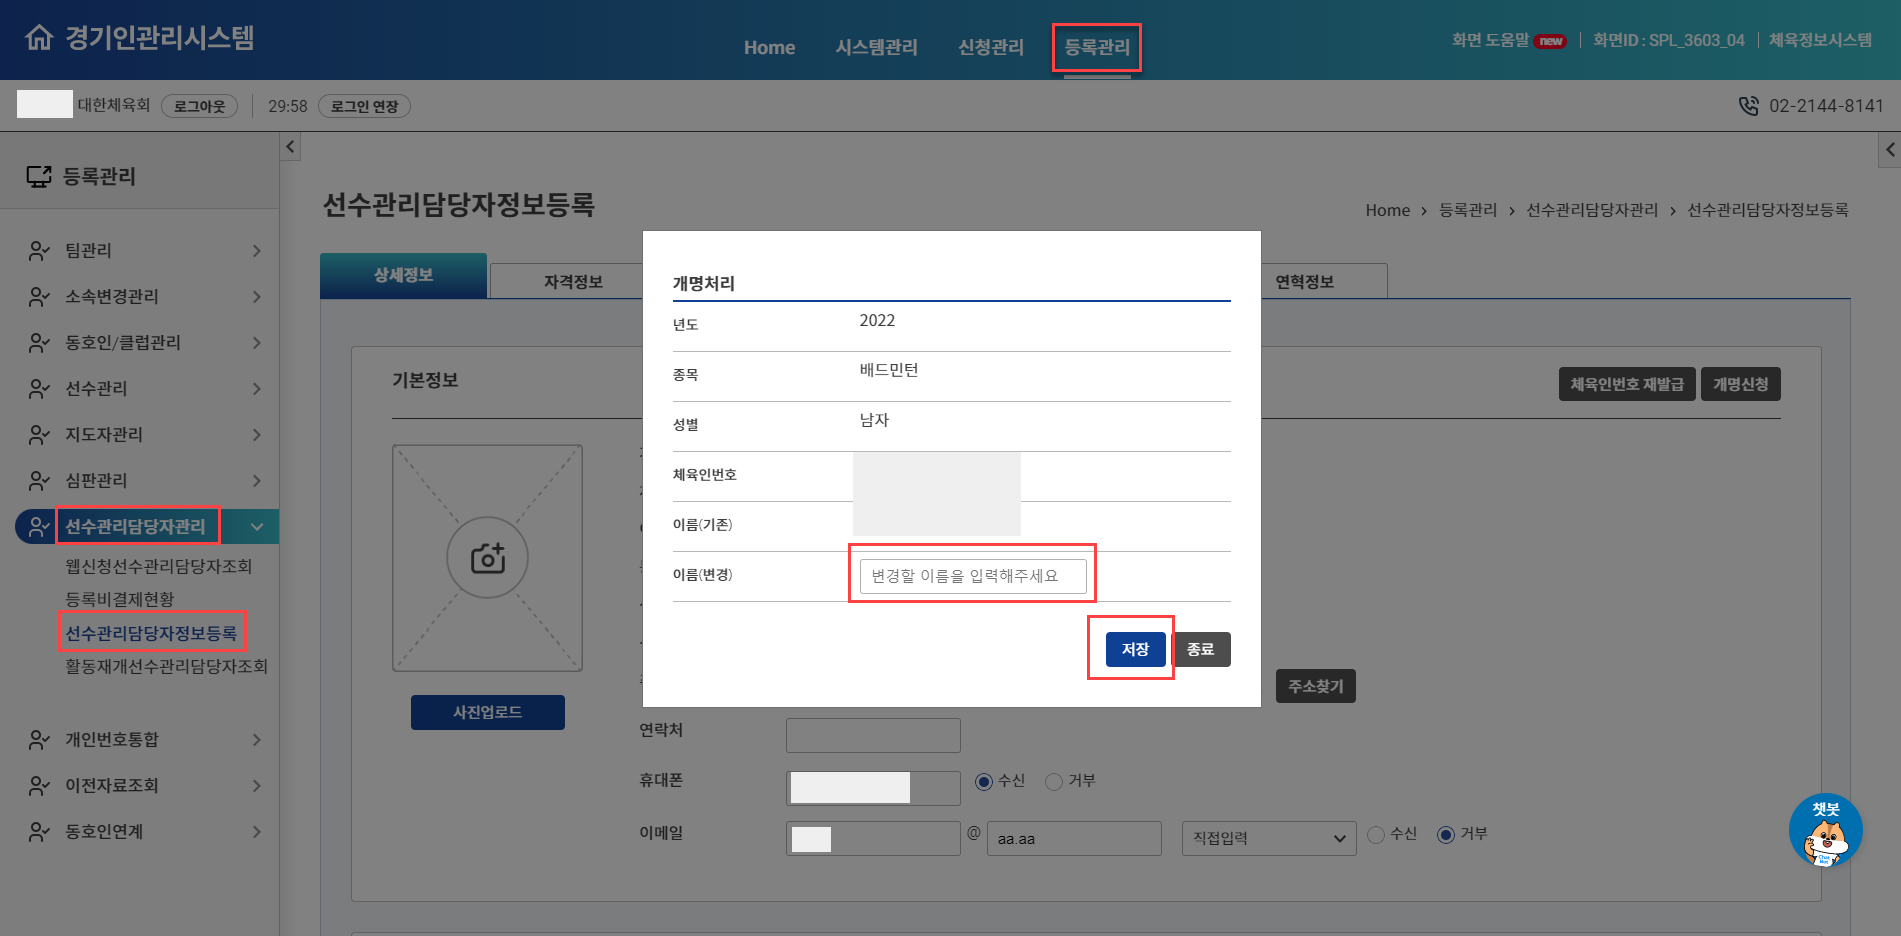 경기인관리시스템
Home 시스템관리 신청관리 등록관리
화면 도움말 new 화면ID : SPL_3603_04 체육정보시스템
대한체육회 로그아웃 29:58 로그인 연장
02-2144-8141
등록관리
팀관리
소속변경관리
동호인/클럽관리
선수관리
지도자관리
심판관리
선수관리담당자관리
웹신청선수관리담당자조회
등록비결제현황
선수관리담당자정보등록
활동재개선수관리담당자조회
개인번호통합
이전자료조회
동호인연계
선수관리담당자정보등록
Home > 등록관리 > 선수관리담당자관리 > 선수관리담당자정보등록
상세정보 자격정보 연혁정보
기본정보
체육인번호 재발급 개명신청
사진업로드
개명처리
년도 2022
종목 배드민턴
성별 남자
체육인번호
이름(기존)
이름(변경) 변경할 이름을 입력해주세요
저장 종료
주소찾기
연락처
휴대폰 수신 거부
이메일 @ aa.aa 직접입력 수신 거부
챗봇